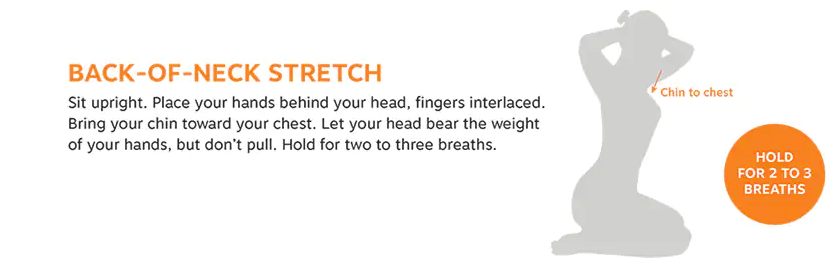 BACK-OF-NECK STRETCH
Sit upright. Place your hands behind your head, fingers interlaced.
Bring your chin toward your chest. Let your head bear the weight
of your hands, but don't pull. Hold for two to three breaths.
Chin to chest
HOLD
FOR 2 TO 3
BREATHS